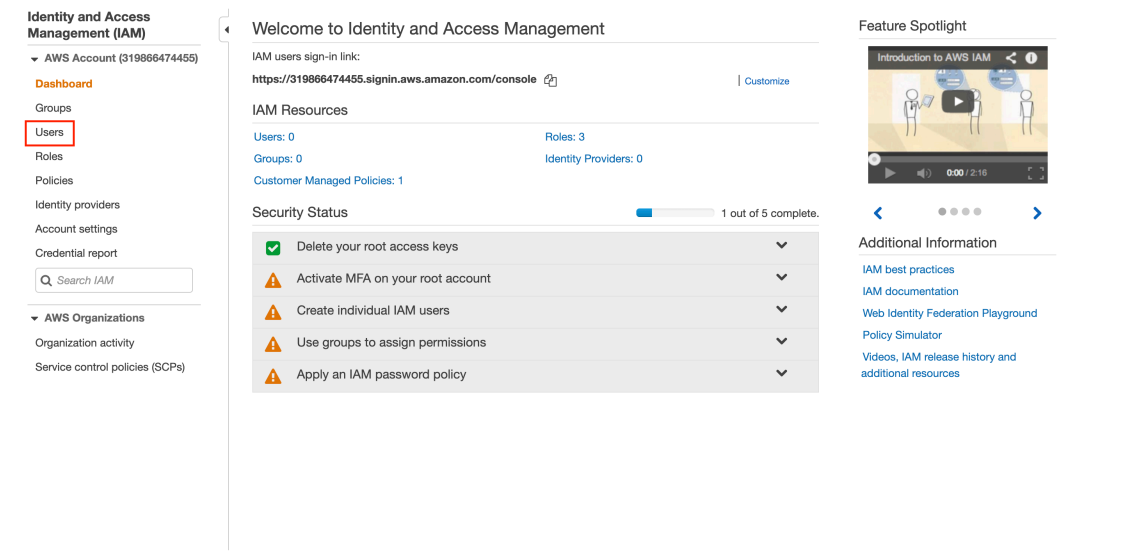 Identity and Access
Management (IAM)
AWS Account (319866474455)
Dashboard
Groups
Users
Roles
Policies
Identity providers
Account settings
Credential report
Search IAM
AWS Organizations
Organization activity
Service control policies (SCPs)
Welcome to Identity and Access Management
IAM users sign-in link:
https://319866474455.signin.aws.amazon.com/console
Customize
IAM Resources
Users: 0
Roles: 3
Groups: 0
Identity Providers: 0
Customer Managed Policies: 1
Security Status
1 out of 5 complete.
Delete your root access keys
Activate MFA on your root account
Create individual IAM users
Use groups to assign permissions
Apply an IAM password policy
Feature Spotlight
Introduction to AWS IAM
0:00 / 2:16
Additional Information
IAM best practices
IAM documentation
Web Identity Federation Playground
Policy Simulator
Videos, IAM release history and
additional resources